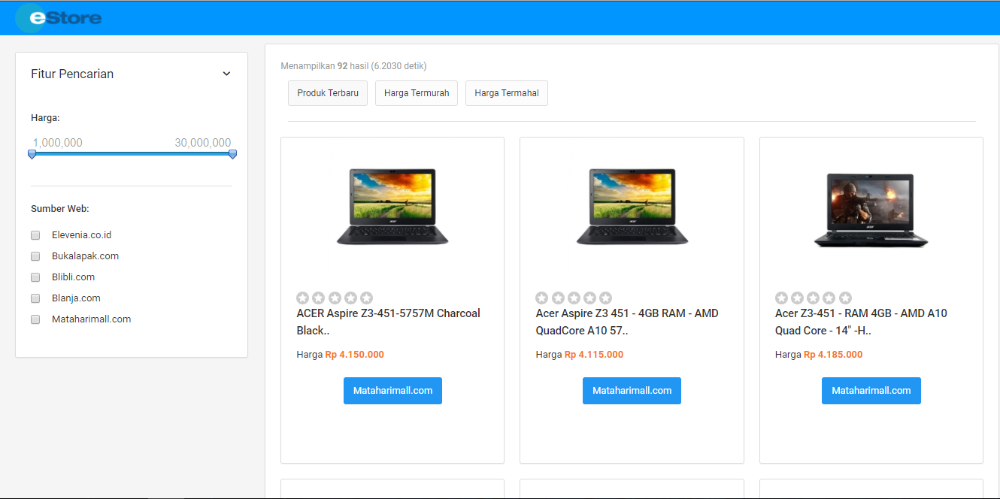 eStore
Fitur Pencarian
Harga:
1,000,000 30,000,000
Sumber Web:
Elevenia.co.id
Bukalapak.com
Blibli.com
Blanja.com
Mataharimall.com
Menampilkan 92 hasil (6.2030 detik)
Produk Terbaru
Harga Termurah
Harga Termahal
ACER Aspire Z3-451-5757M Charcoal
Black..
Harga Rp 4.150.000
Mataharimall.com
Acer Aspire Z3 451 - 4GB RAM - AMD
QuadCore A10 57..
Harga Rp 4.115.000
Mataharimall.com
Acer Z3-451 - RAM 4GB - AMD A10
Quad Core - 14" -H..
Harga Rp 4.185.000
Mataharimall.com